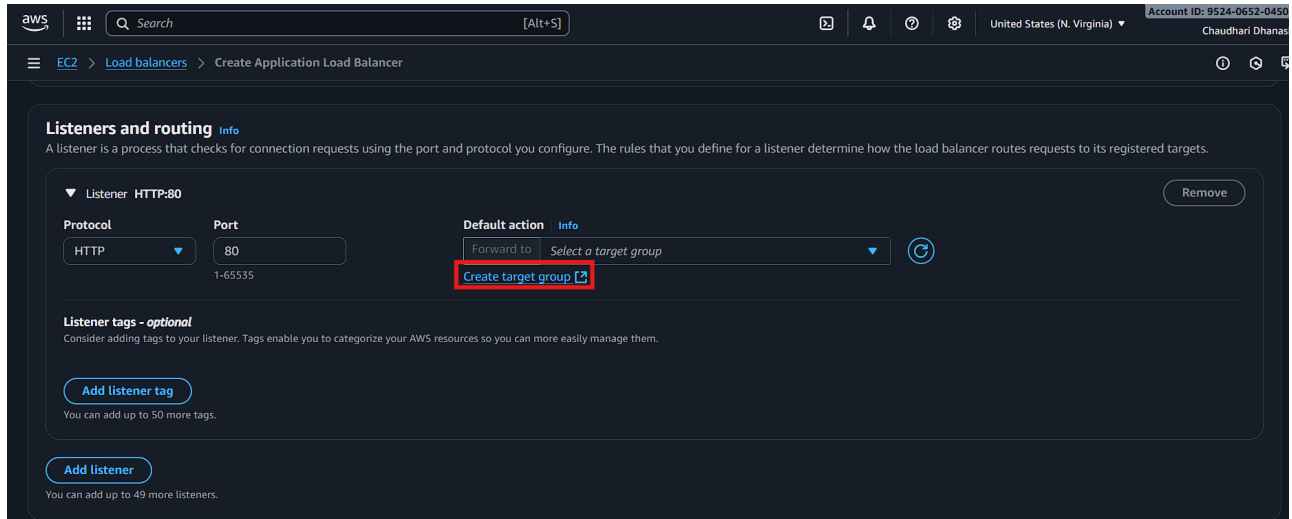 aws
Search [Alt+S]
United States (N. Virginia)
Account ID: 9524-0652-0450
Chaudhari Dhanas
EC2 > Load balancers > Create Application Load Balancer
Listeners and routing Info
A listener is a process that checks for connection requests using the port and protocol you configure. The rules that you define for a listener determine how the load balancer routes requests to its registered targets.
Listener HTTP:80
Remove
Protocol Port Default action Info
HTTP 80 Forward to Select a target group
1-65535 Create target group
Listener tags - optional
Consider adding tags to your listener. Tags enable you to categorize your AWS resources so you can more easily manage them.
Add listener tag
You can add up to 50 more tags.
Add listener
You can add up to 49 more listeners.